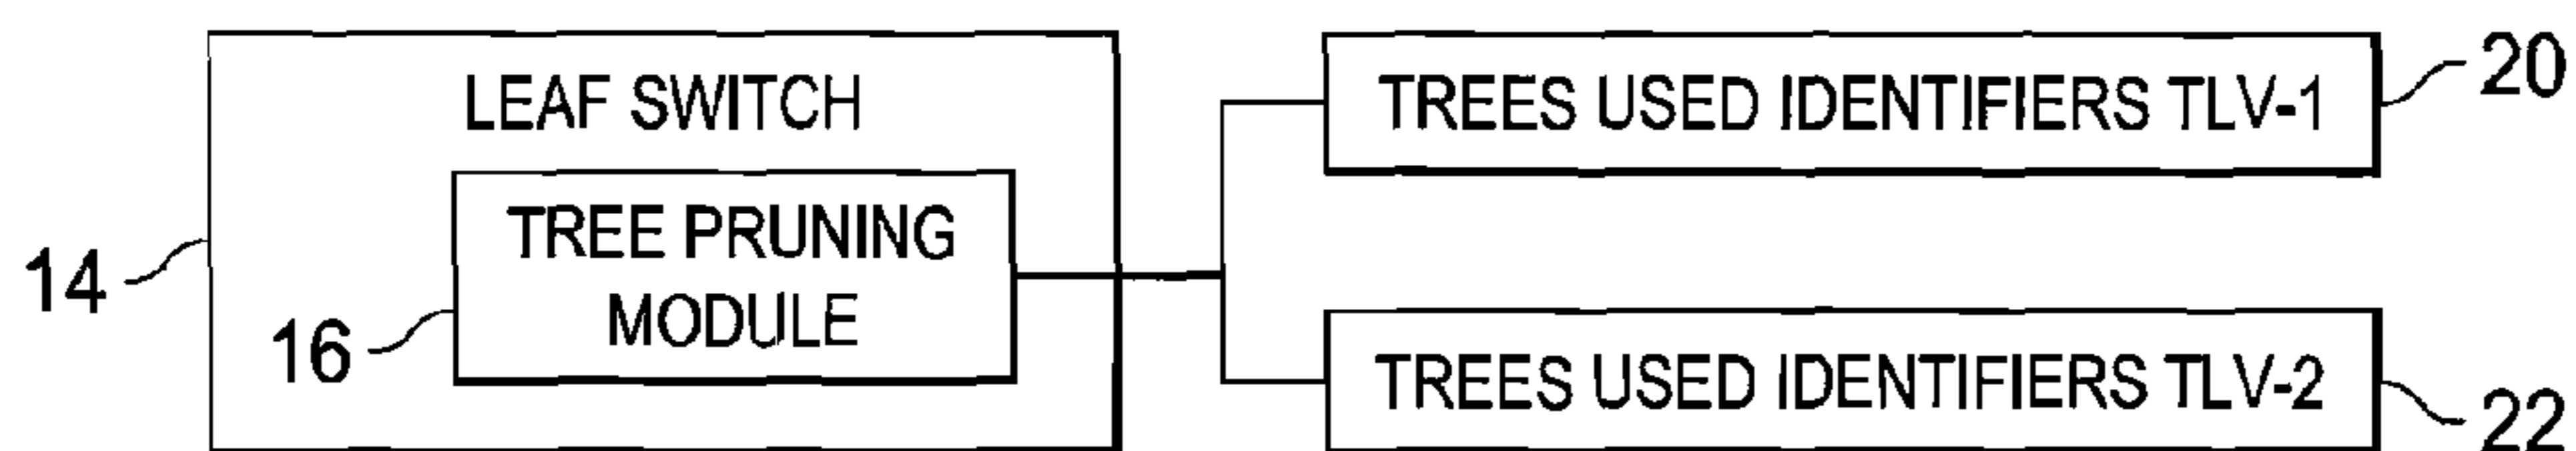 LEAF SWITCH
TREE PRUNING
MODULE
14
16
TREES USED IDENTIFIERS TLV-1
20
TREES USED IDENTIFIERS TLV-2
22